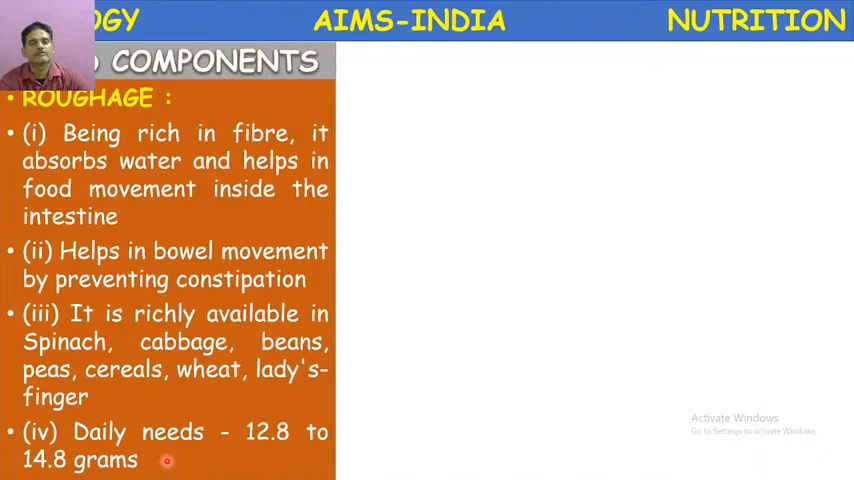 OGY AIMS-INDIA NUTRITION
COMPONENTS
• ROUGHAGE :
• (i) Being rich in fibre, it
absorbs water and helps in
food movement inside the
intestine
• (ii) Helps in bowel movement
by preventing constipation
• (iii) It is richly available in
Spinach, cabbage, beans,
peas, cereals, wheat, lady's-
finger
• (iv) Daily needs - 12.8 to
14.8 grams
Activate Windows
Go to Settings to activate Windows.